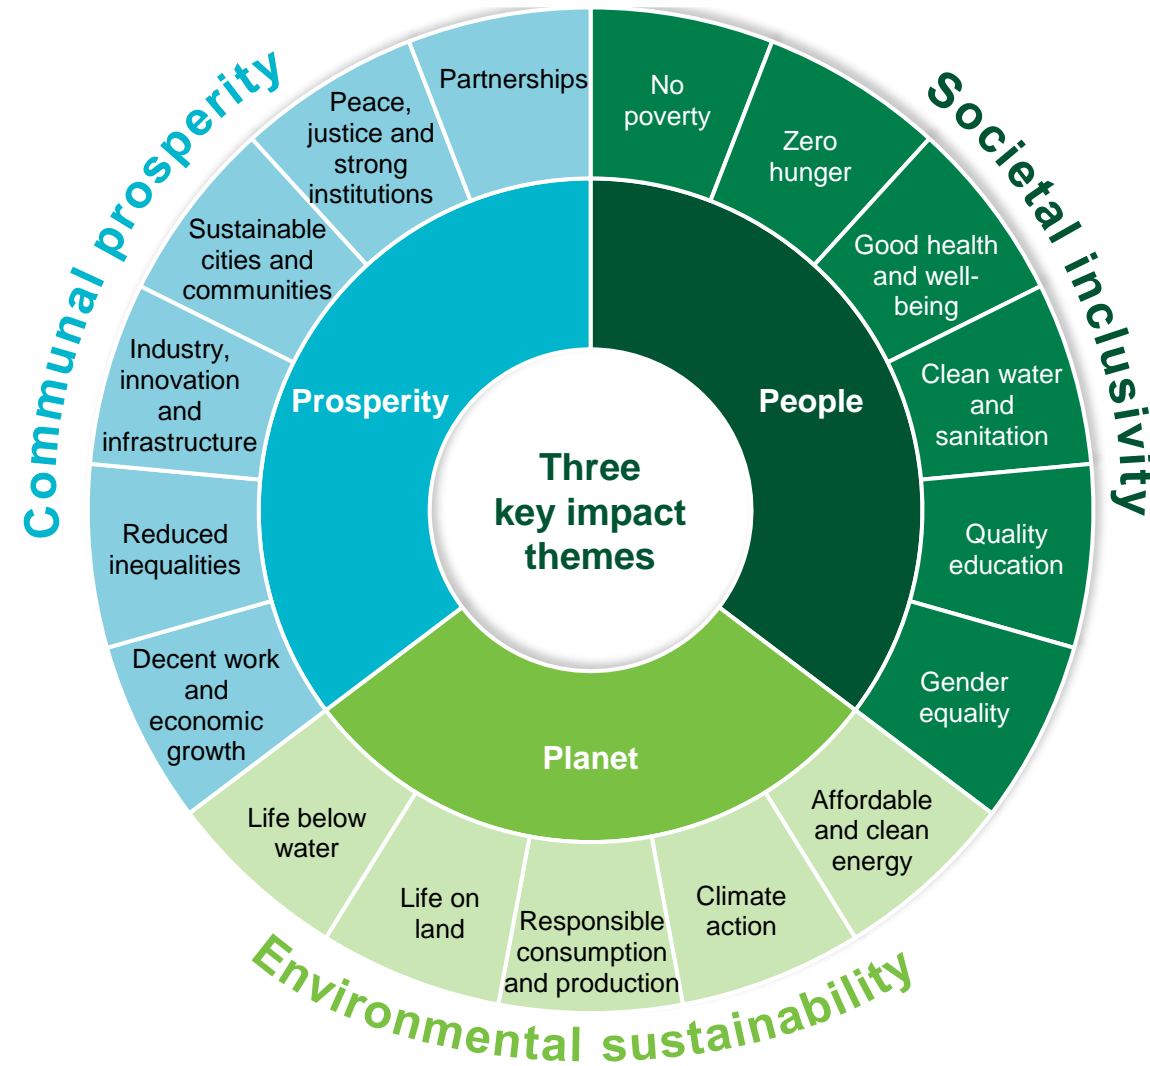 Communal prosperity
Societal inclusivity
Environmental sustainability
Three
key impact
themes
People
Planet
Prosperity
No
poverty
Zero
hunger
Good health
and well-
being
Clean water
and
sanitation
Quality
education
Gender
equality
Affordable
and clean
energy
Climate
action
Responsible
consumption
and production
Life on
land
Life below
water
Decent work
and
economic
growth
Reduced
inequalities
Industry,
innovation
and
infrastructure
Sustainable
cities and
communities
Peace,
justice and
strong
institutions
Partnerships